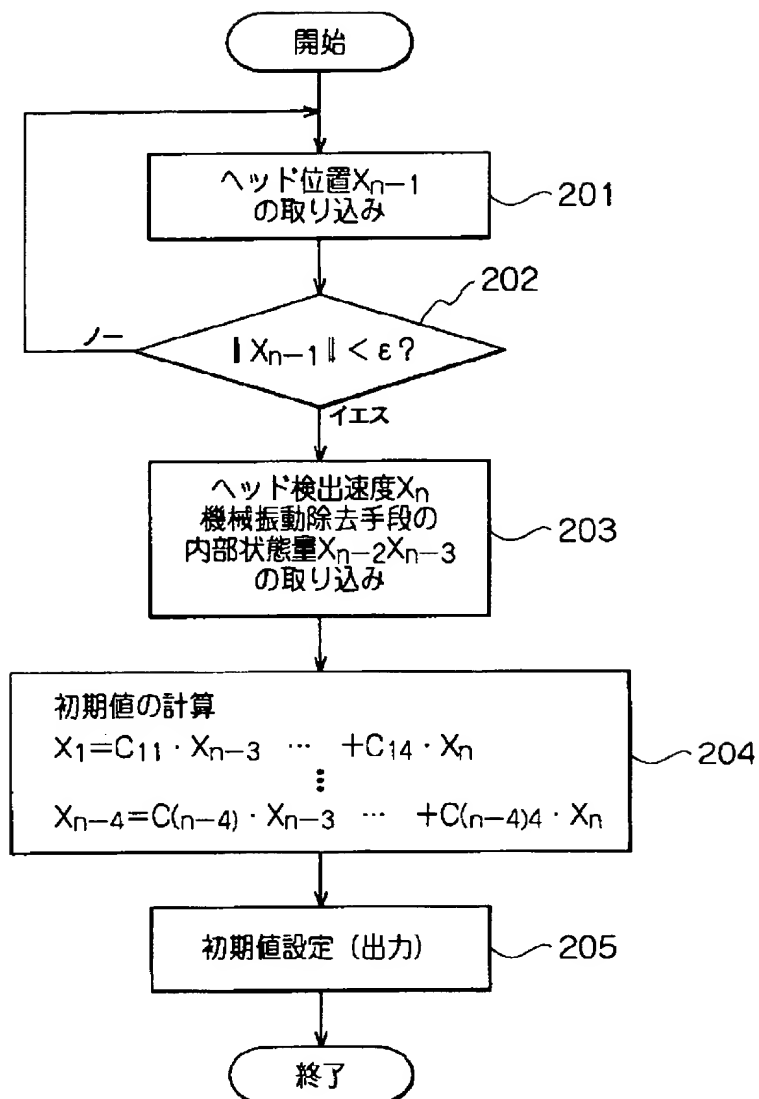 開始
ヘッド位置Xn−1
の取り込み
201
202
ノー
‖Xn−1‖<ε?
イエス
ヘッド検出速度Xn
機械振動除去手段の
内部状態量Xn−2Xn−3
の取り込み
203
初期値の計算
X1=C11・Xn−3 … +C14・Xn
⋮
Xn−4=C(n−4)・Xn−3 … +C(n−4)4・Xn
204
初期値設定（出力）
205
終了